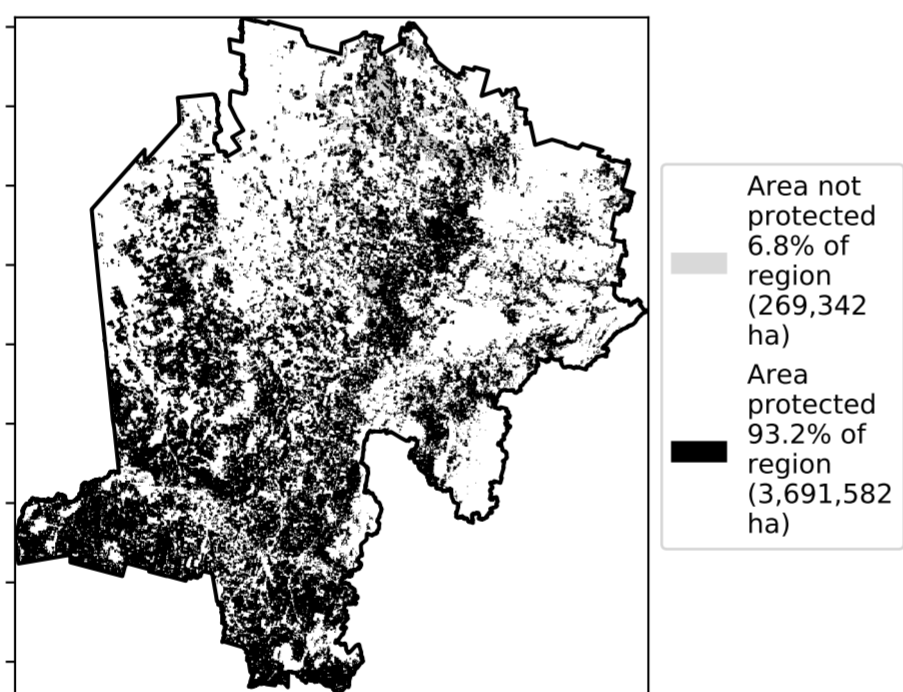 Area not
protected
6.8% of
region
(269,342
ha)
Area
protected
93.2% of
region
(3,691,582
ha)